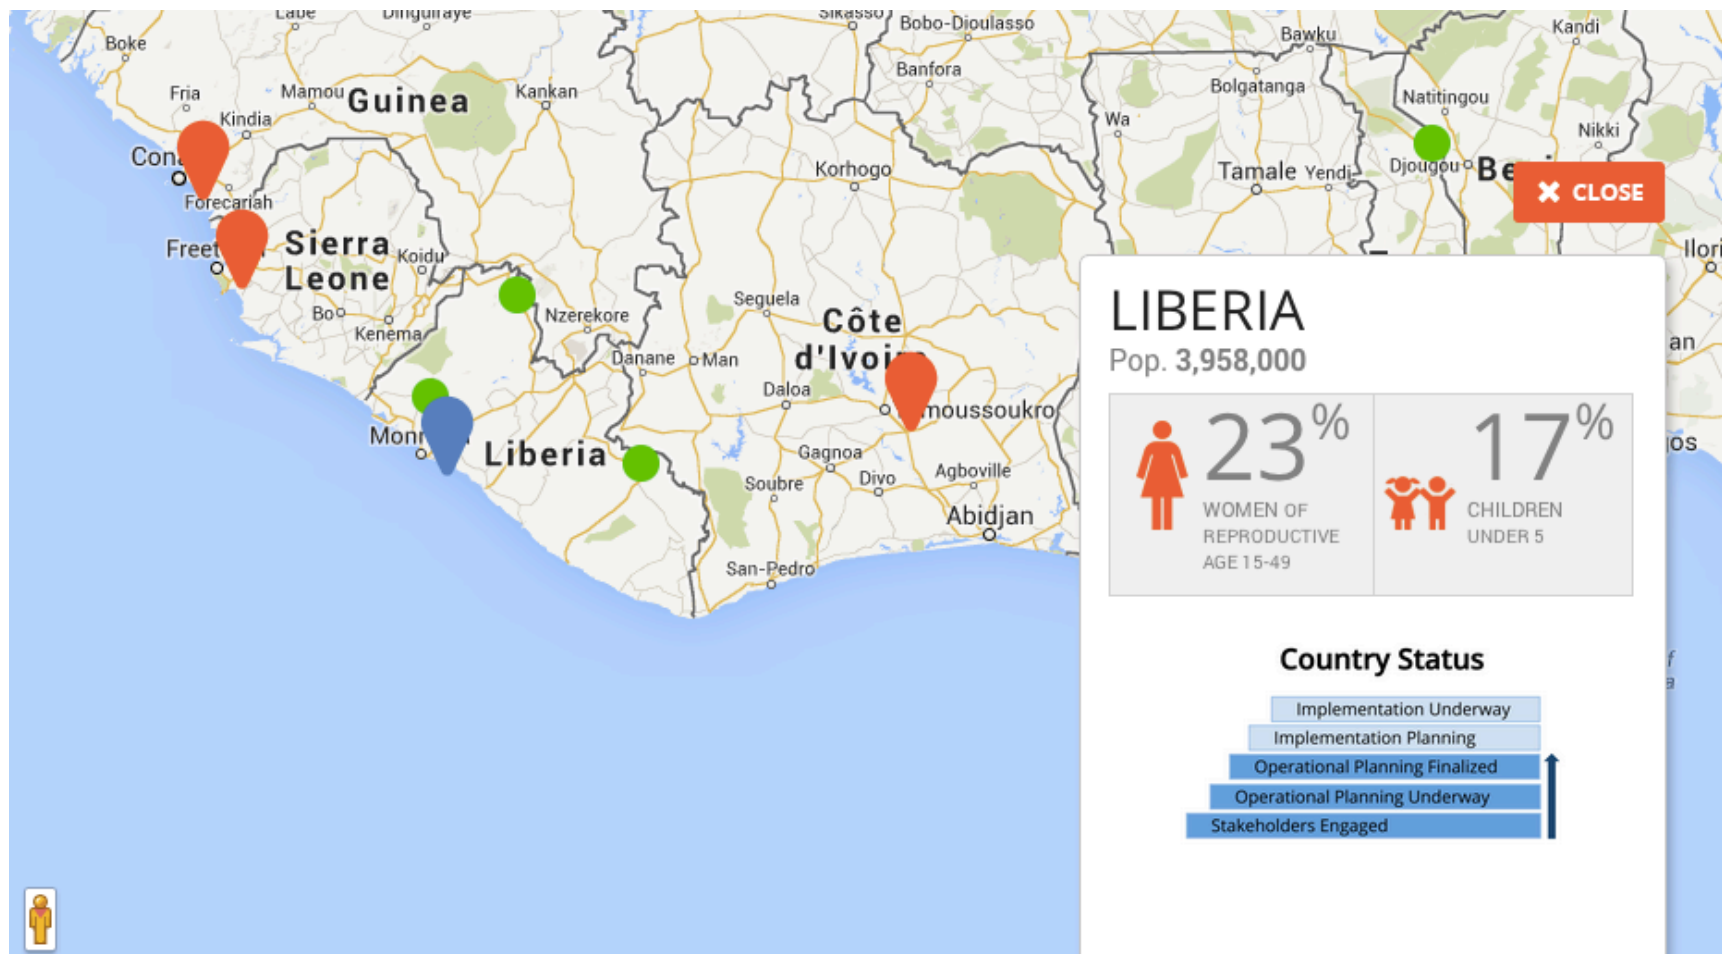 Labe
Dinguiraye
Sikasso
Bobo-Dioulasso
Kandi
Boke
Bawku
Banfora
Bolgatanga
Fria
Mamou
Guinea
Kankan
Natitingou
Kindia
Wa
Nikki
Forecariah
Korhogo
Tamale
Yendi
Djougou
CLOSE
Sierra
Leone
Koidu
Bo
Kenema
Nzerekore
Seguela
Côte
Danane
Man
Daloa
Liberia
Gagnoa
Divo
Agboville
Soubre
Abidjan
San-Pedro
LIBERIA
Pop. 3,958,000
23%
WOMEN OF
REPRODUCTIVE
AGE 15-49
17%
CHILDREN
UNDER 5
Country Status
Implementation Underway
Implementation Planning
Operational Planning Finalized
Operational Planning Underway
Stakeholders Engaged